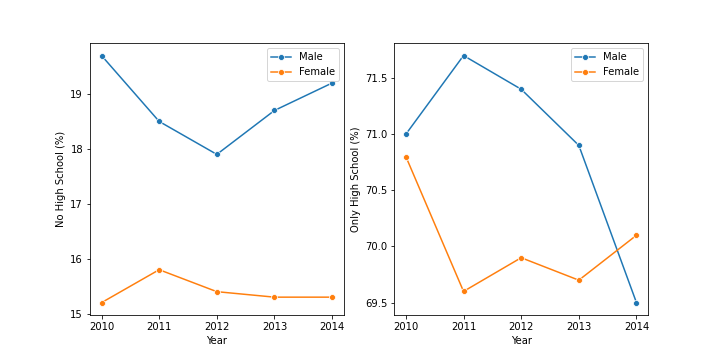 Male
Female
19
18
17
16
15
No High School (%)
2010 2011 2012 2013 2014
Year
Male
Female
71.5
71.0
70.5
70.0
69.5
Only High School (%)
2010 2011 2012 2013 2014
Year